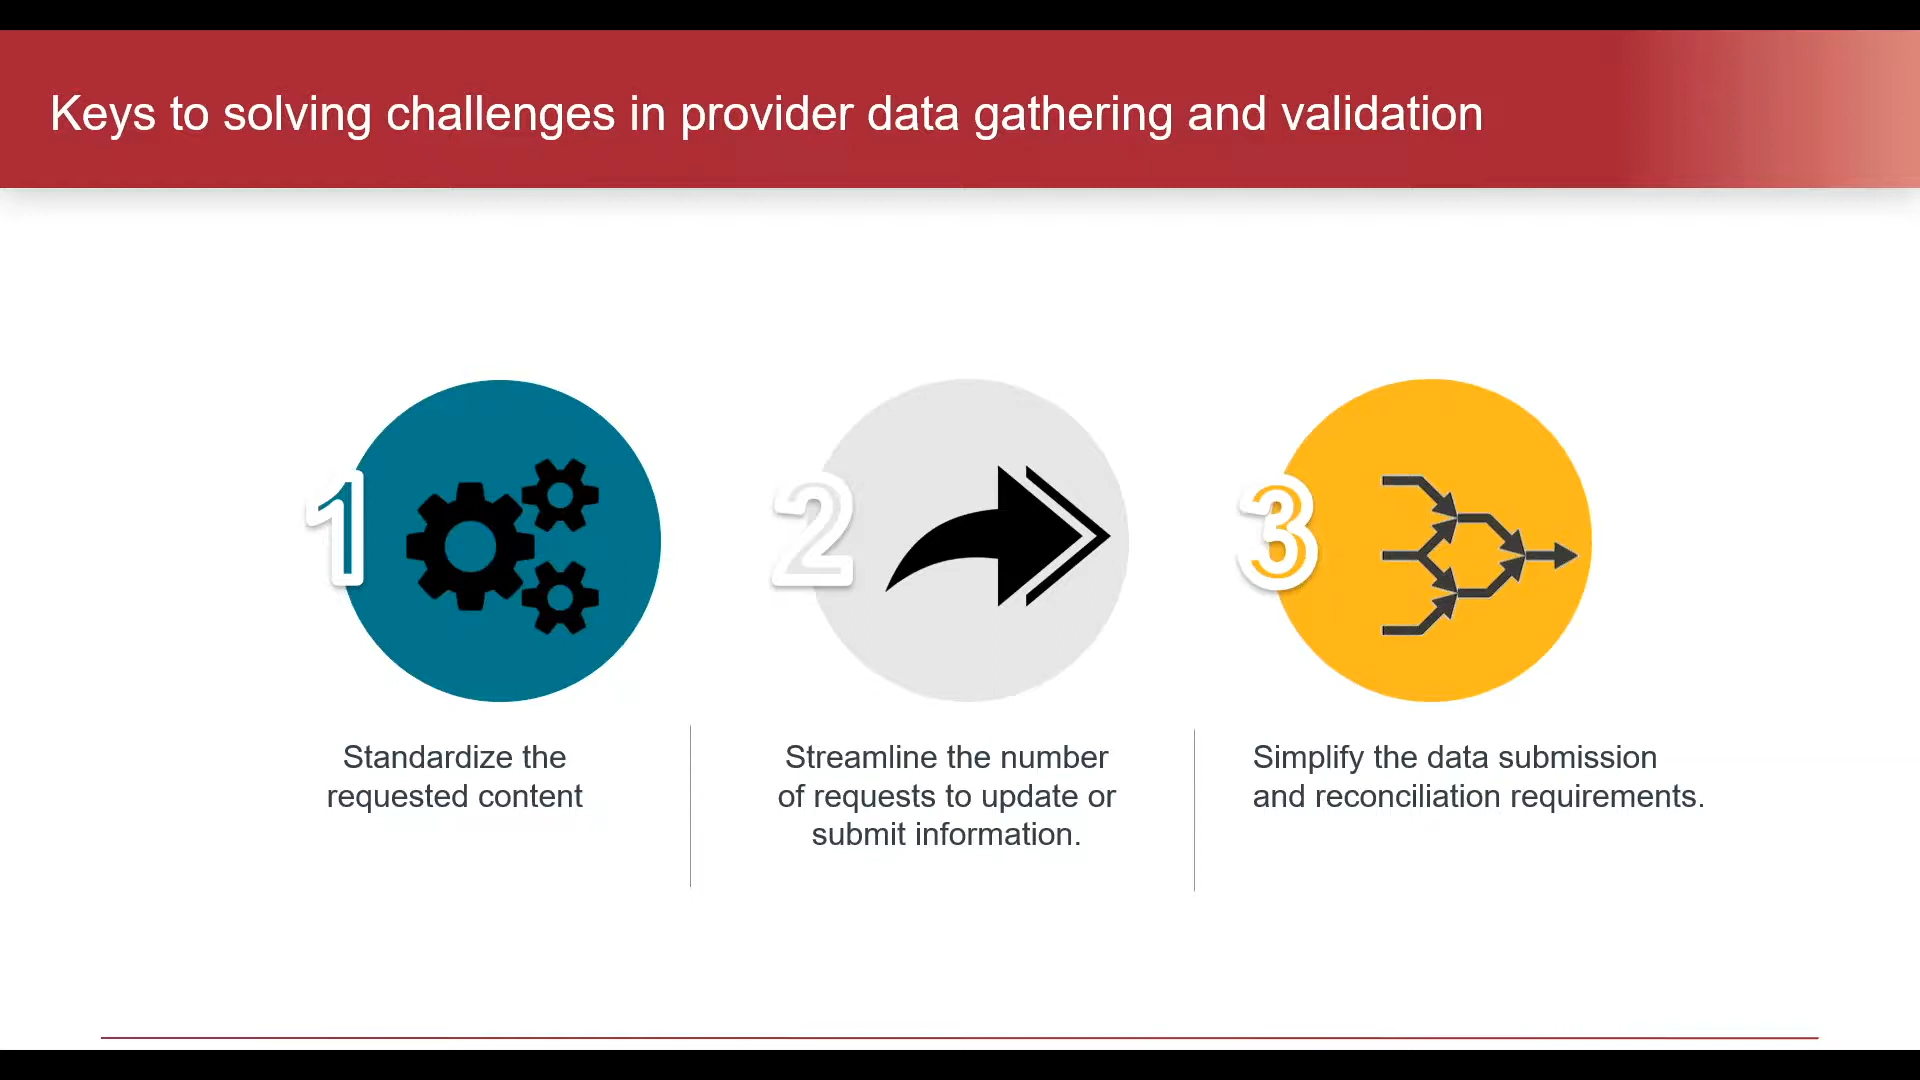 Keys to solving challenges in provider data gathering and validation
1
Standardize the
requested content
2
Streamline the number
of requests to update or
submit information.
3
Simplify the data submission
and reconciliation requirements.